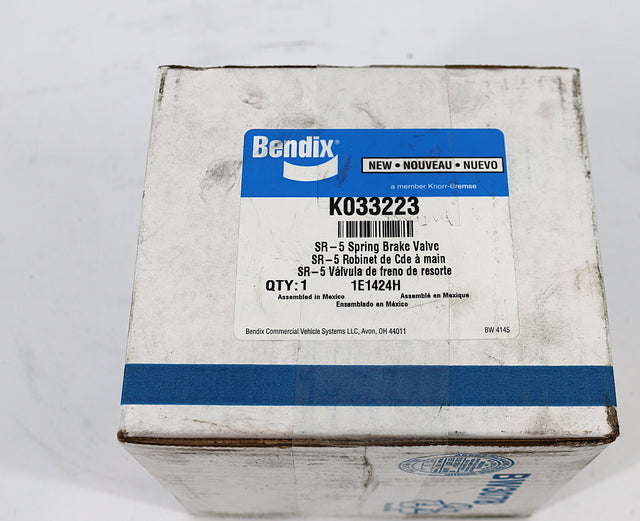 Bendix®
NEW • NOUVEAU • NUEVO
a member Knorr-Bremse
K033223
SR-5 Spring Brake Valve
SR-5 Robinet de Cde à main
SR-5 Válvula de freno de resorte
QTY: 1 1E1424H
Assembled in Mexico Assemblé en Mexique
Ensamblado en México
Bendix Commercial Vehicle Systems LLC, Avon, OH 44011 BW 4145